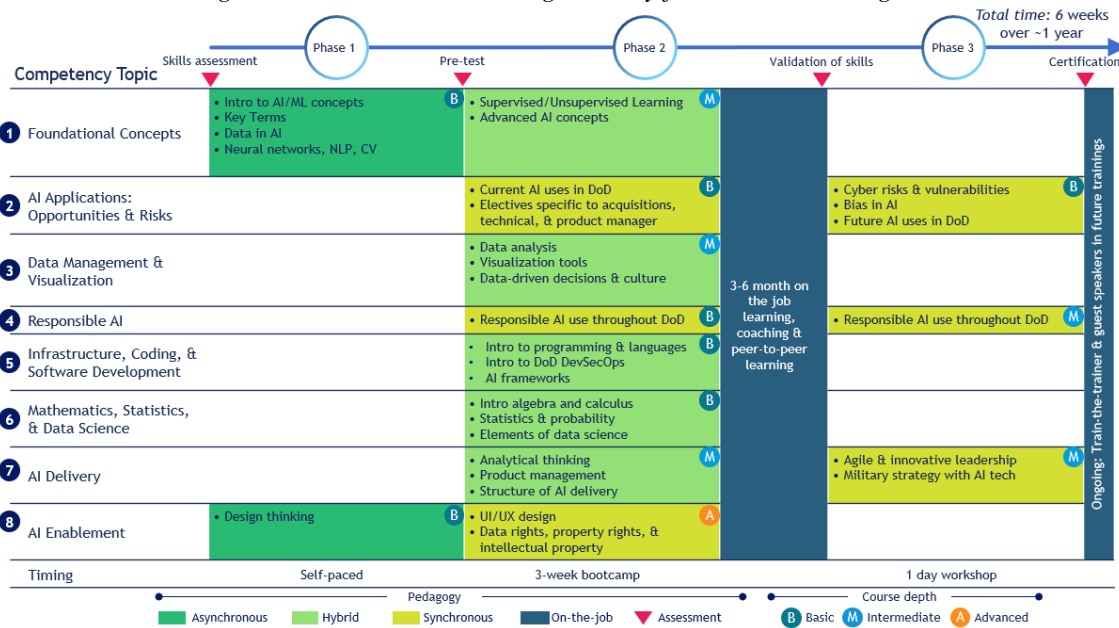 Total time: 6 weeks
over ~1 year
Phase 1
Phase 2
Phase 3
Skills assessment
Pre-test
Validation of skills
Certification
Competency Topic
1
Foundational Concepts
• Intro to AI/ML concepts
• Key Terms
• Data in AI
• Neural networks, NLP, CV
B
• Supervised/Unsupervised Learning
• Advanced AI concepts
M
2
AI Applications:
Opportunities & Risks
• Current AI uses in DoD
• Electives specific to acquisitions,
technical, & product manager
B
• Cyber risks & vulnerabilities
• Bias in AI
• Future AI uses in DoD
B
3
Data Management &
Visualization
• Data analysis
• Visualization tools
• Data-driven decisions & culture
M
4
Responsible AI
• Responsible AI use throughout DoD
B
• Responsible AI use throughout DoD
M
5
Infrastructure, Coding, &
Software Development
• Intro to programming & languages
• Intro to DoD DevSecOps
• AI frameworks
B
6
Mathematics, Statistics,
& Data Science
• Intro algebra and calculus
• Statistics & probability
• Elements of data science
B
7
AI Delivery
• Analytical thinking
• Product management
• Structure of AI delivery
M
• Agile & innovative leadership
• Military strategy with AI tech
M
8
AI Enablement
• Design thinking
B
• UI/UX design
• Data rights, property rights, &
intellectual property
A
3-6 month on
the job
learning,
coaching &
peer-to-peer
learning
Ongoing: Train-the-trainer & guest speakers in future trainings
Timing
Self-paced
3-week bootcamp
1 day workshop
Pedagogy
Course depth
Asynchronous
Hybrid
Synchronous
On-the-job
Assessment
B Basic
M Intermediate
A Advanced